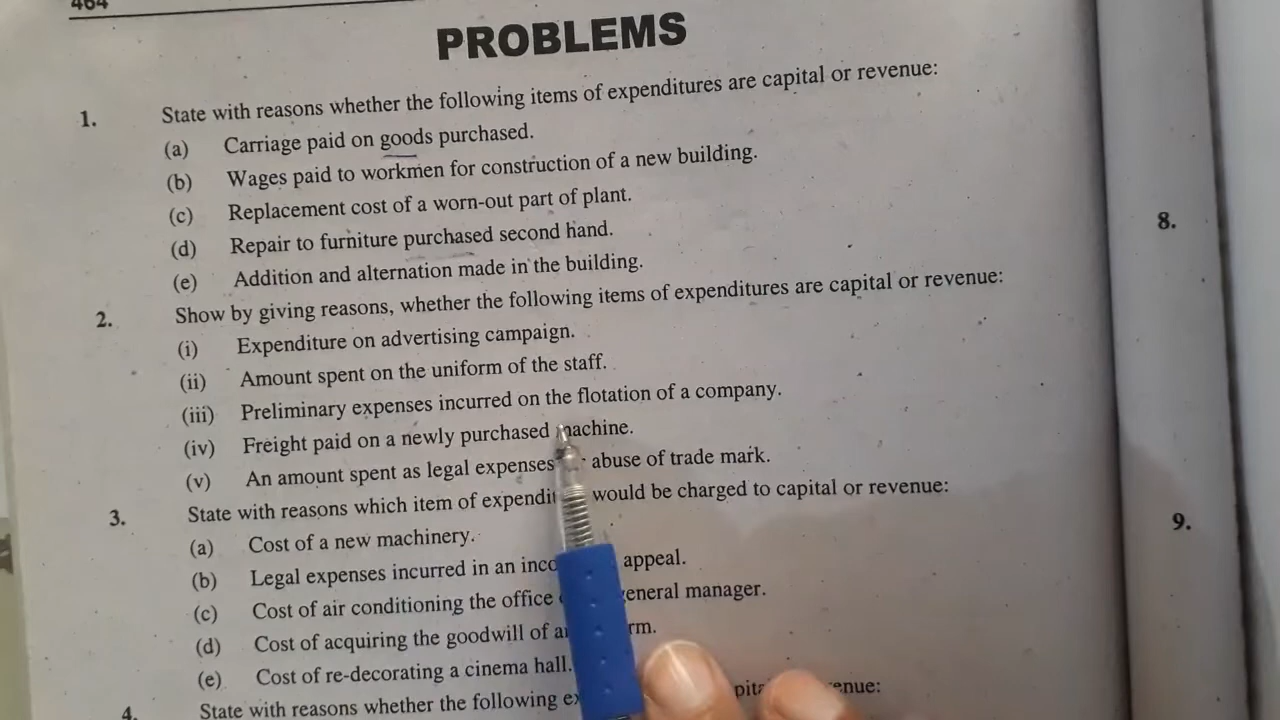 464
PROBLEMS
1. State with reasons whether the following items of expenditures are capital or revenue:
(a) Carriage paid on goods purchased.
(b) Wages paid to workmen for construction of a new building.
(c) Replacement cost of a worn-out part of plant.
(d) Repair to furniture purchased second hand.
(e) Addition and alternation made in the building.
2. Show by giving reasons, whether the following items of expenditures are capital or revenue:
(i) Expenditure on advertising campaign.
(ii) Amount spent on the uniform of the staff.
(iii) Preliminary expenses incurred on the flotation of a company.
(iv) Freight paid on a newly purchased machine.
(v) An amount spent as legal expenses abuse of trade mark.
3. State with reasons which item of would be charged to capital or revenue:
(a) Cost of a new machinery.
(b) Legal expenses incurred in an appeal.
(c) Cost of air conditioning the office general manager.
(d) Cost of acquiring the goodwill of
(e) Cost of re-decorating a cinema hall.
4. State with reasons whether the following
8.
9.